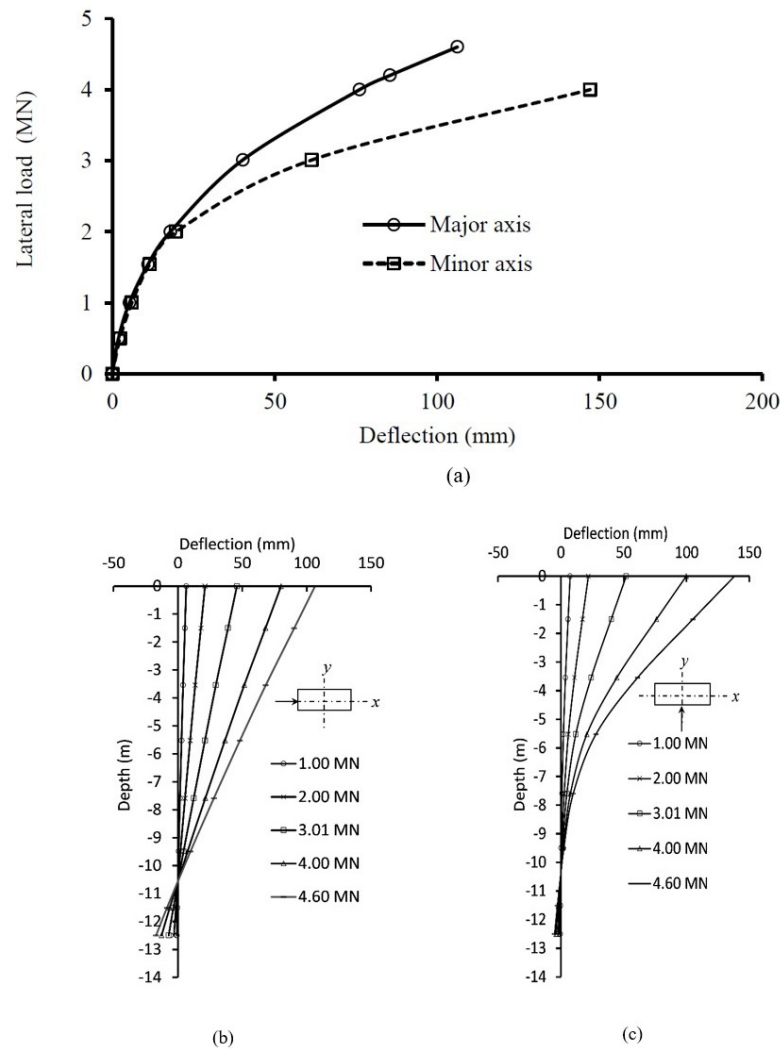 5
4
3
2
1
0
Lateral load (MN)
Major axis
Minor axis
0 50 100 150 200
Deflection (mm)
(a)
Deflection (mm)
-50 0 50 100 150
0
-1
-2
-3
-4
-5
-6
-7
-8
-9
-10
-11
-12
-13
-14
Depth (m)
y
x
1.00 MN
2.00 MN
3.01 MN
4.00 MN
4.60 MN
(b)
Deflection (mm)
-50 0 50 100 150
0
-1
-2
-3
-4
-5
-6
-7
-8
-9
-10
-11
-12
-13
-14
Depth (m)
y
x
1.00 MN
2.00 MN
3.01 MN
4.00 MN
4.60 MN
(c)